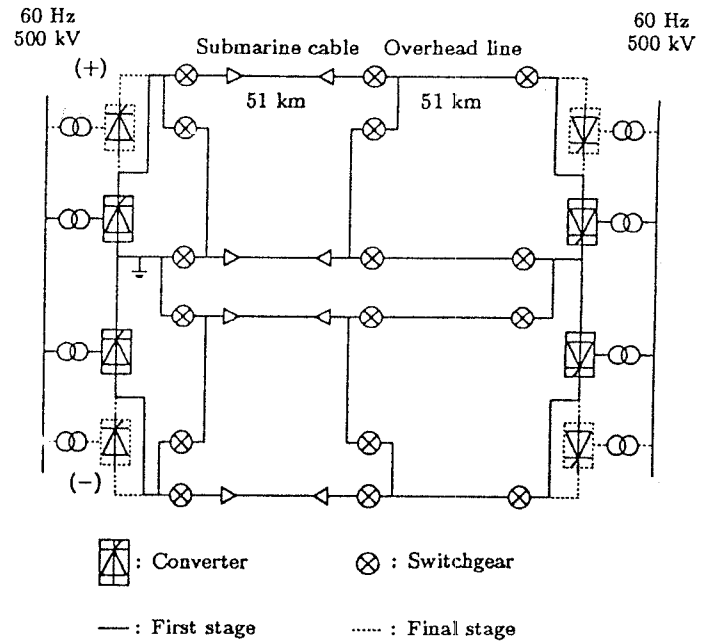 60 Hz
500 kV
60 Hz
500 kV
(+)
Submarine cable
Overhead line
51 km
51 km
(−)
: Converter
: Switchgear
: First stage
: Final stage